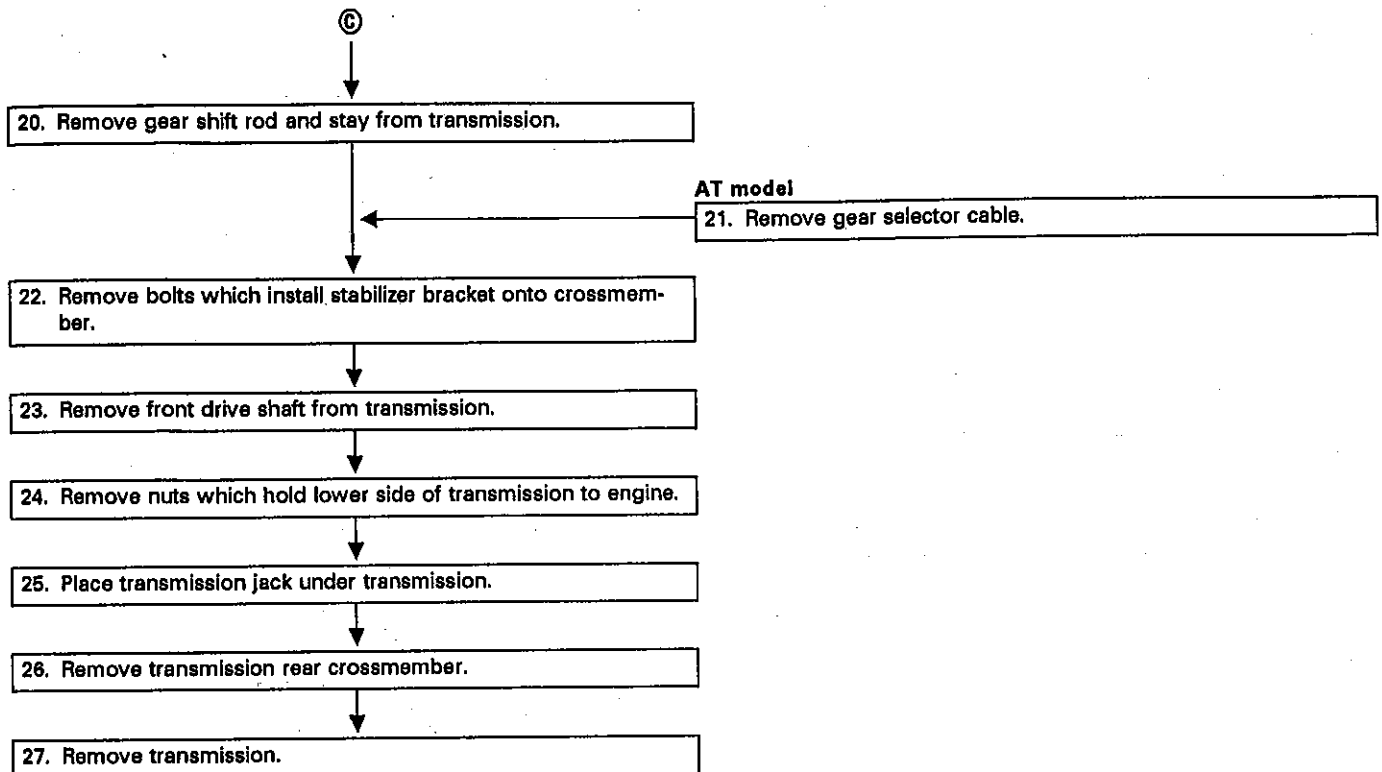 Ⓒ
20. Remove gear shift rod and stay from transmission.
AT model
21. Remove gear selector cable.
22. Remove bolts which install stabilizer bracket onto crossmem-
ber.
23. Remove front drive shaft from transmission.
24. Remove nuts which hold lower side of transmission to engine.
25. Place transmission jack under transmission.
26. Remove transmission rear crossmember.
27. Remove transmission.